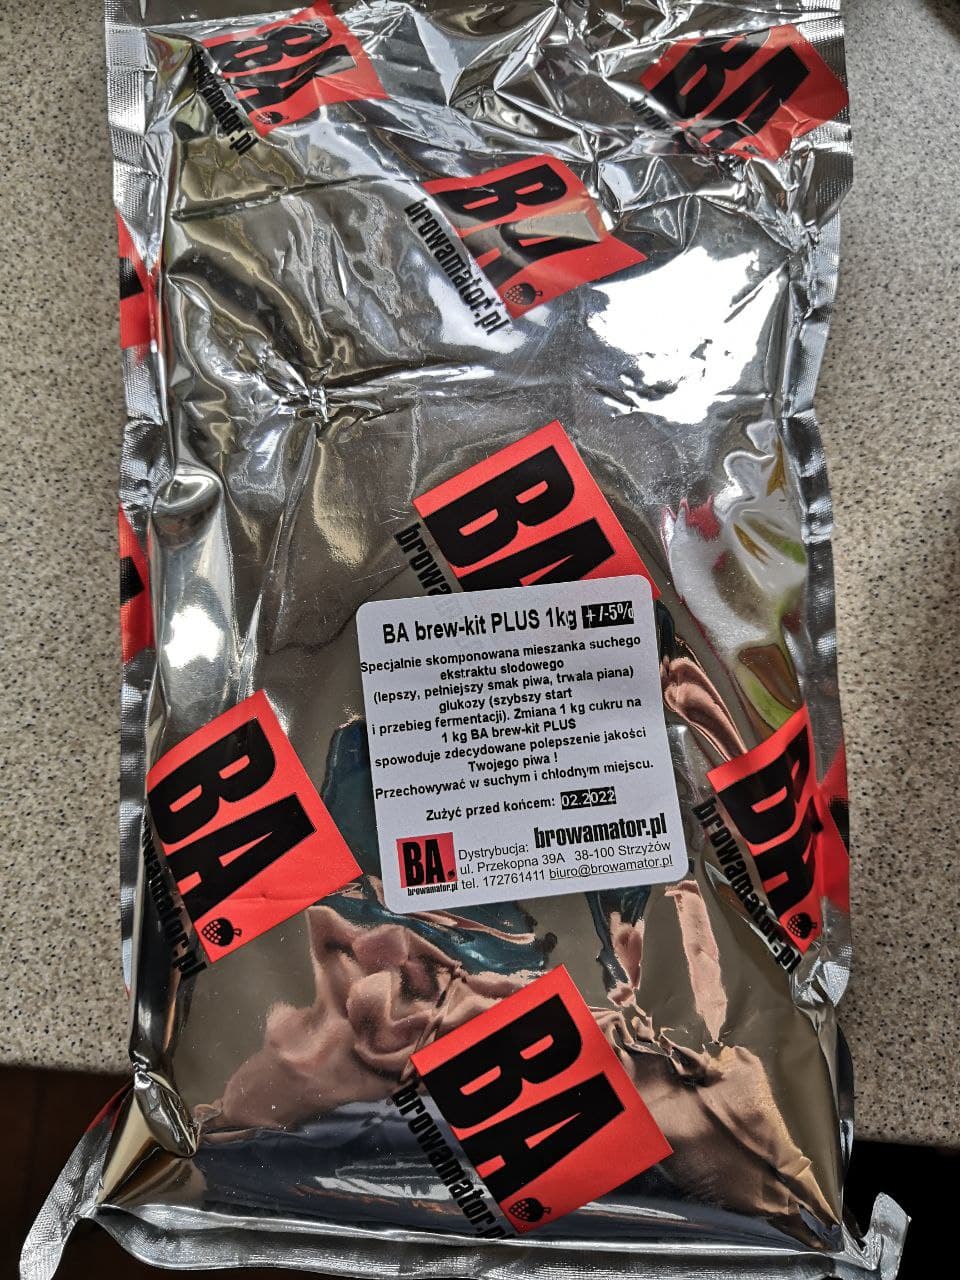 BA.
browamator.pl
BA.
browamator.pl
BA.
browamator.pl
BA
browam
BA brew-kit PLUS 1kg +/-5%
Specjalnie skomponowana mieszanka suchego
ekstraktu słodowego
(lepszy, pełniejszy smak piwa, trwała piana)
glukozy (szybszy start
i przebieg fermentacji). Zmiana 1 kg cukru na
1 kg BA brew-kit PLUS
spowoduje zdecydowane polepszenie jakości
Twojego piwa !
Przechowywać w suchym i chłodnym miejscu.
Zużyć przed końcem: 02.2022
BA.
browamator.pl
Dystrybucja: browamator.pl
ul. Przekopna 39A 38-100 Strzyżów
tel. 172761411 biuro@browamator.pl
BA.
browamator.pl
BA.
browamator.pl
BA.
browamator.pl